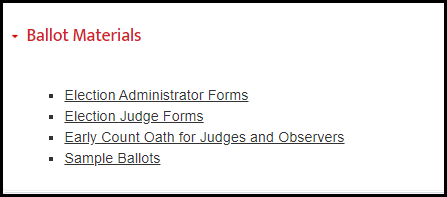 Ballot Materials
Election Administrator Forms
Election Judge Forms
Early Count Oath for Judges and Observers
Sample Ballots